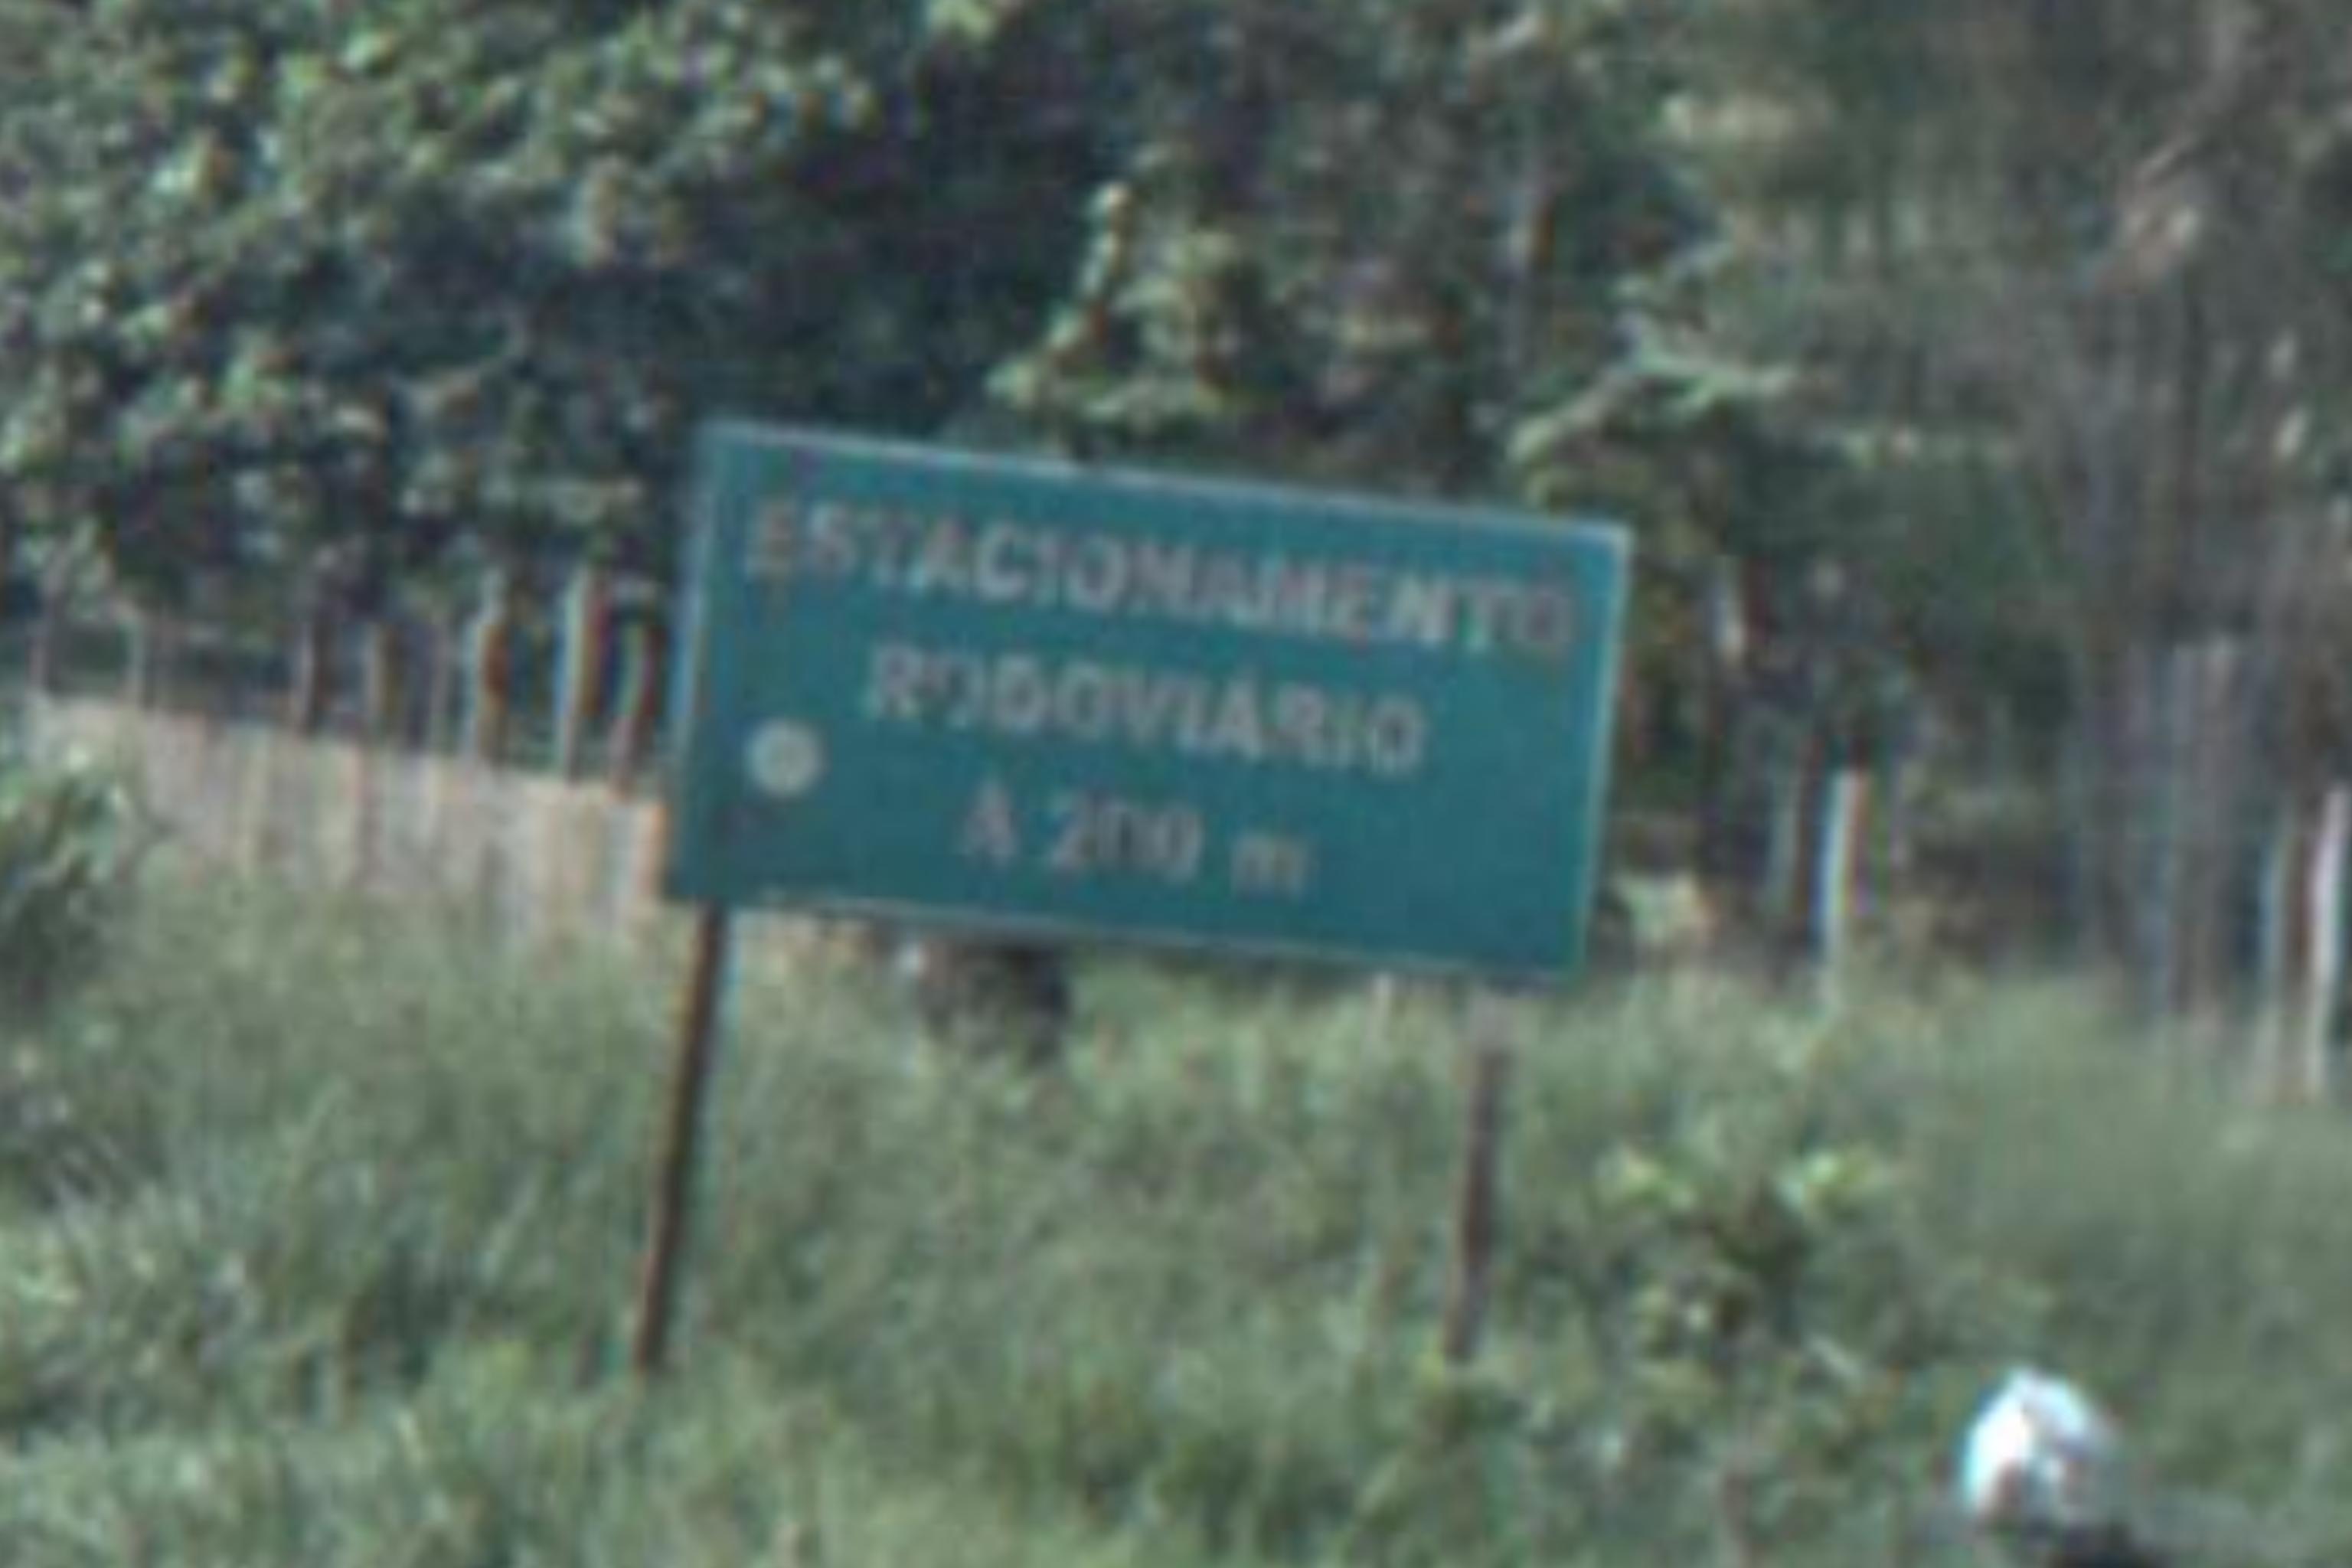 ESTACIONAMENTO
RODOVIÁRIO
A 200 m